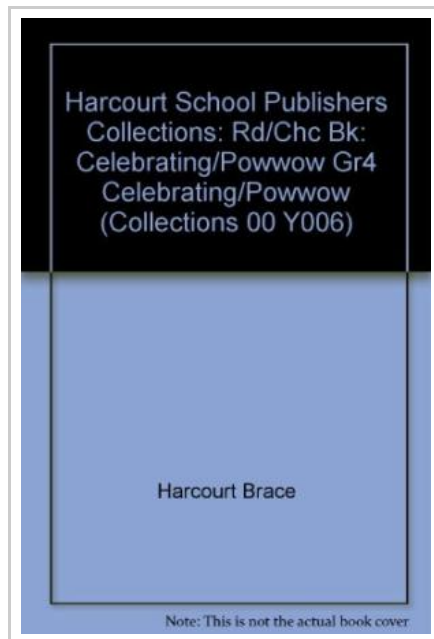 Harcourt School Publishers
Collections: Rd/Chc Bk:
Celebrating/Powwow Gr4
Celebrating/Powwow
(Collections 00 Y006)
Harcourt Brace
Note: This is not the actual book cover